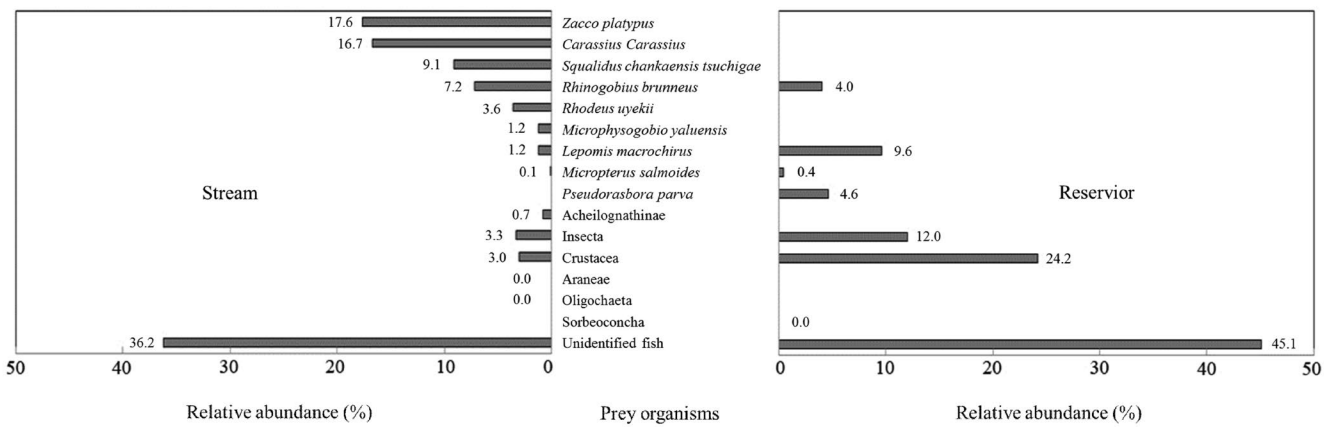 17.6 Zacco platypus
16.7 Carassius Carassius
9.1 Squalidus chankaensis tsuchigae
7.2 Rhinogobius brunneus 4.0
3.6 Rhodeus uyekii
1.2 Microphysogobio yaluensis
1.2 Lepomis macrochirus 9.6
0.1 Micropterus salmoides 0.4
Stream Pseudorasbora parva 4.6 Reservior
0.7 Acheilognathinae
3.3 Insecta 12.0
3.0 Crustacea 24.2
0.0 Araneae
0.0 Oligochaeta
Sorbeoconcha 0.0
36.2 Unidentified fish 45.1
50 40 30 20 10 0 0 10 20 30 40 50
Relative abundance (%) Prey organisms Relative abundance (%)